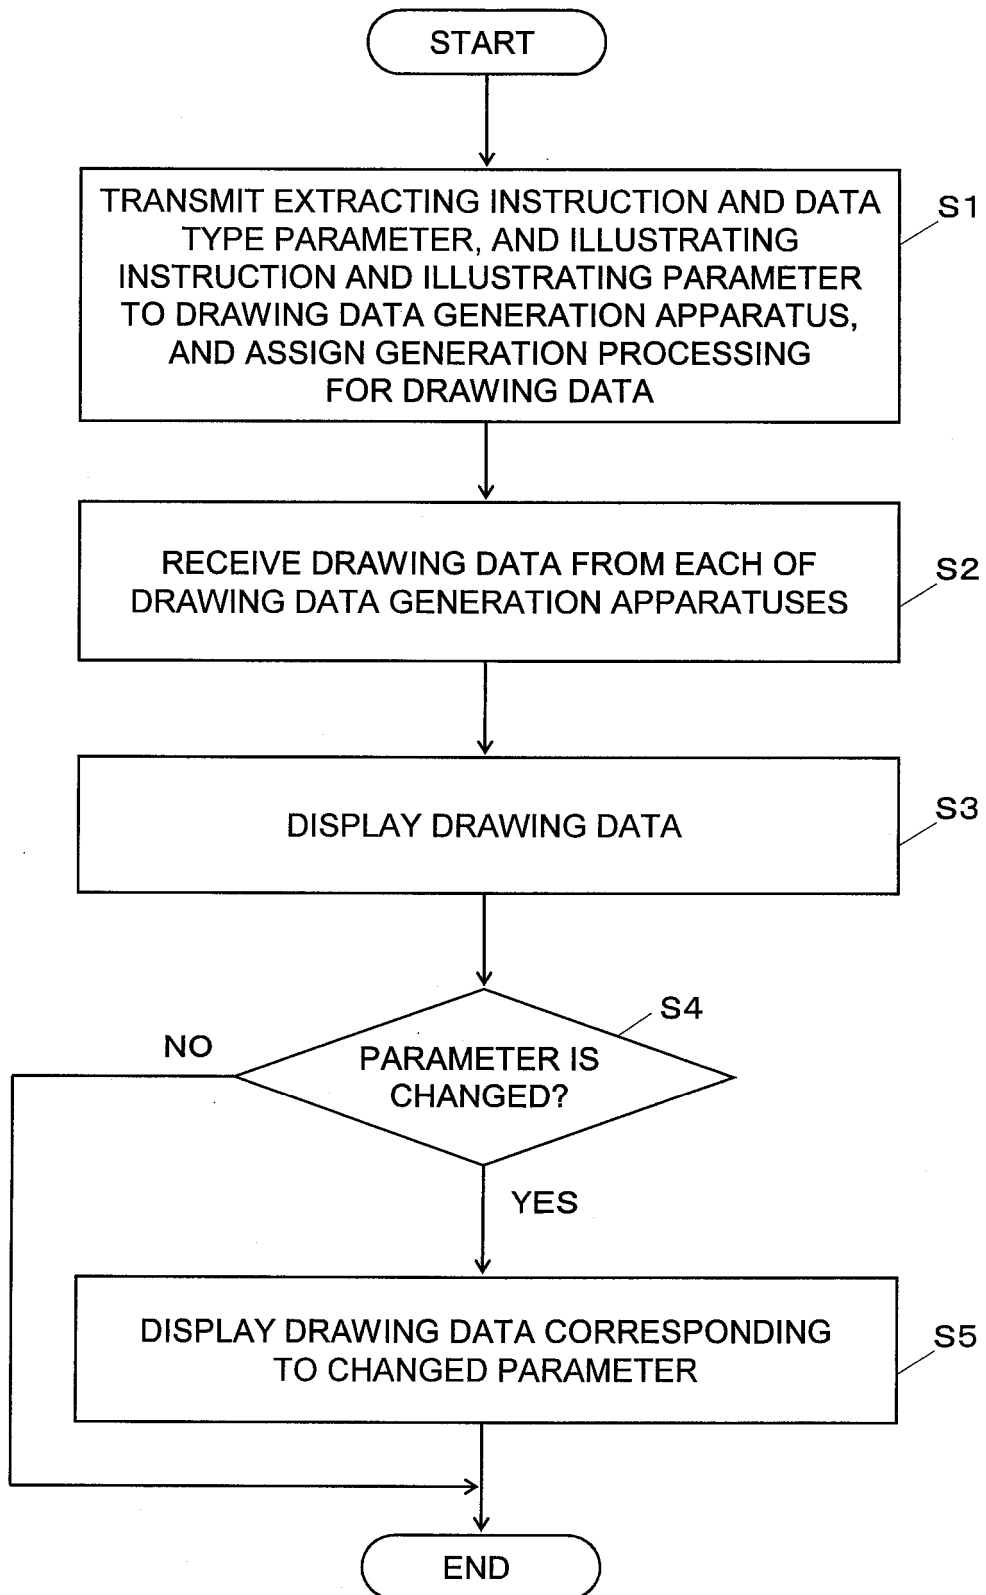 START
TRANSMIT EXTRACTING INSTRUCTION AND DATA
TYPE PARAMETER, AND ILLUSTRATING
INSTRUCTION AND ILLUSTRATING PARAMETER
TO DRAWING DATA GENERATION APPARATUS,
AND ASSIGN GENERATION PROCESSING
FOR DRAWING DATA
S1
RECEIVE DRAWING DATA FROM EACH OF
DRAWING DATA GENERATION APPARATUSES
S2
DISPLAY DRAWING DATA
S3
PARAMETER IS
CHANGED?
S4
NO
YES
DISPLAY DRAWING DATA CORRESPONDING
TO CHANGED PARAMETER
S5
END